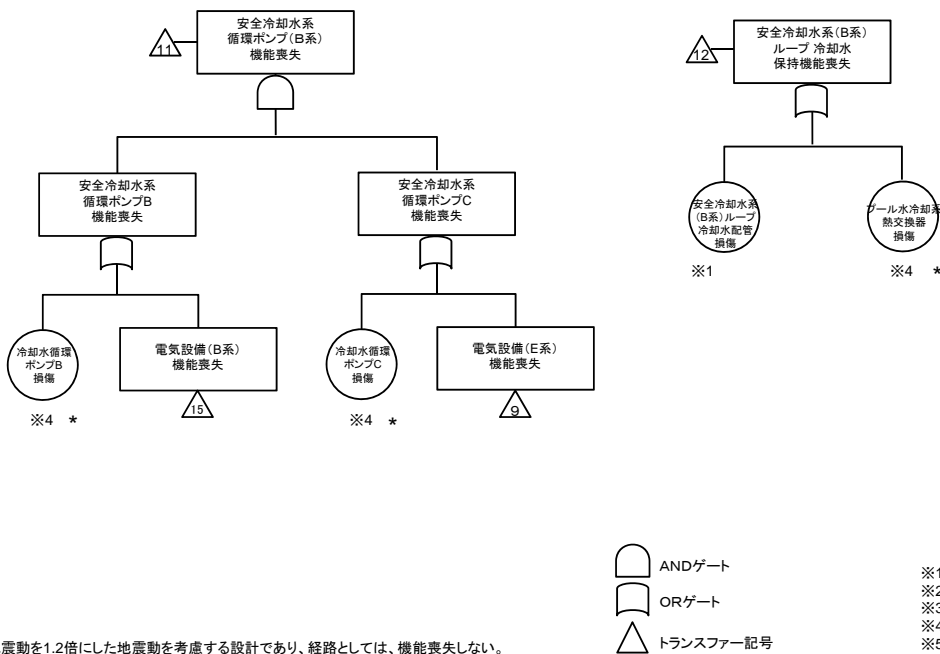 安全冷却水系
循環ポンプ(B系)
機能喪失
11
安全冷却水系
循環ポンプB
機能喪失
安全冷却水系
循環ポンプC
機能喪失
冷却水循環
ポンプB
損傷
※4 *
電気設備(B系)
機能喪失
15
冷却水循環
ポンプC
損傷
※4 *
電気設備(E系)
機能喪失
9
安全冷却水系(B系)
ループ 冷却水
保持機能喪失
12
安全冷却水系
(B系)ループ
冷却水配管
損傷
※1
プール水冷却系
熱交換器
損傷
※4 *
ANDゲート
ORゲート
トランスファー記号
※1
※2
※3
※4
※5
震動を1.2倍にした地震動を考慮する設計であり、経路としては、機能喪失しない。